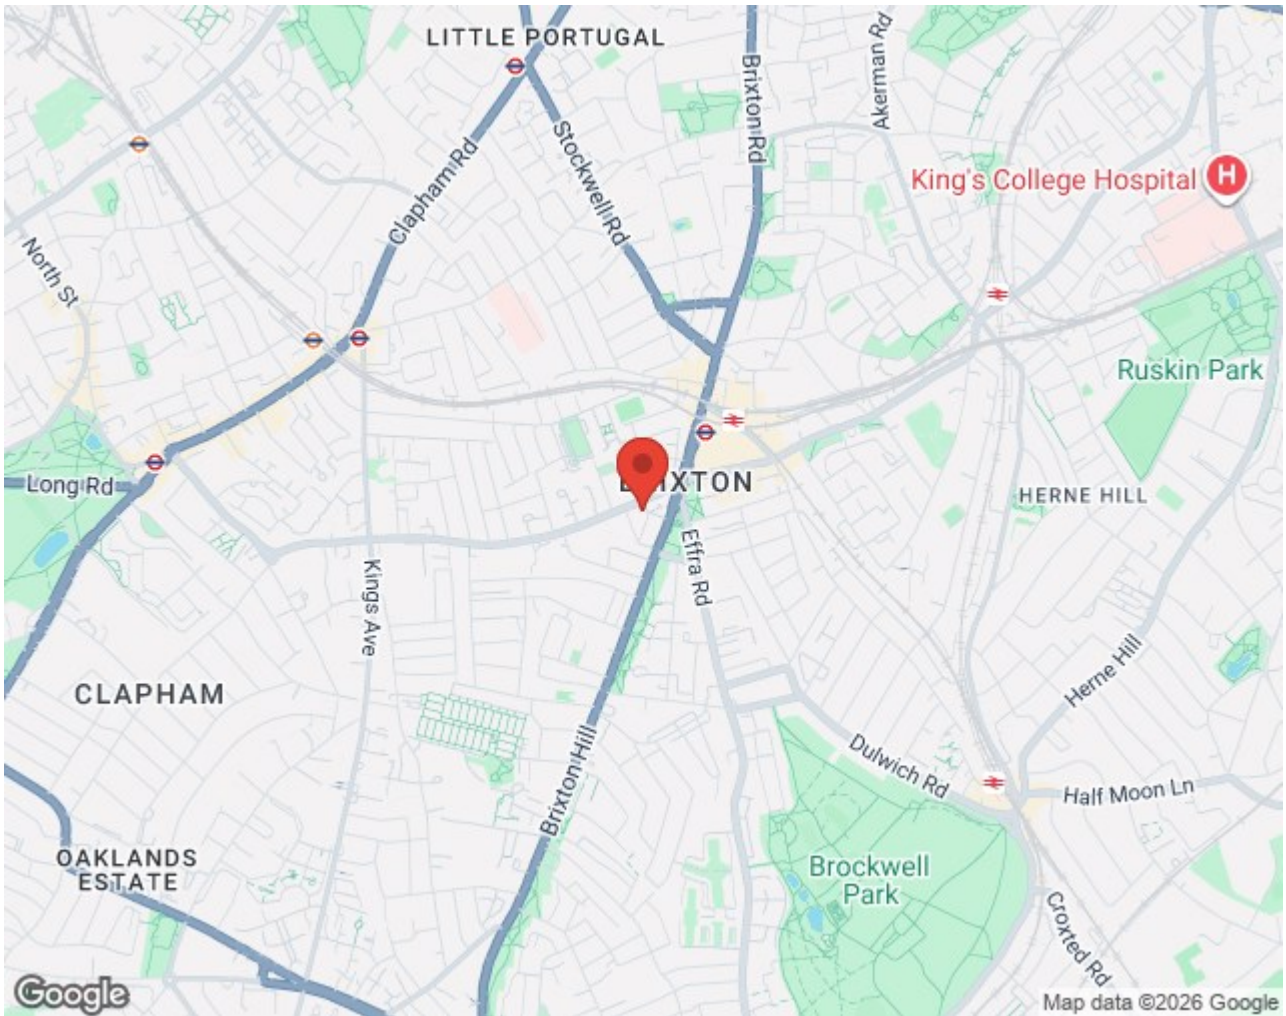 LITTLE PORTUGAL
Brixton Rd
Akerman Rd
Stockwell Rd
Clapham Rd
King's College Hospital
H
North St
Ruskin Park
Long Rd
XTON
HERNE HILL
Effra Rd
Kings Ave
Herne Hill
CLAPHAM
Brixton Hill
Dulwich Rd
Half Moon Ln
OAKLANDS
ESTATE
Brockwell
Park
Croxted Rd
Google
Map data ©2026 Google